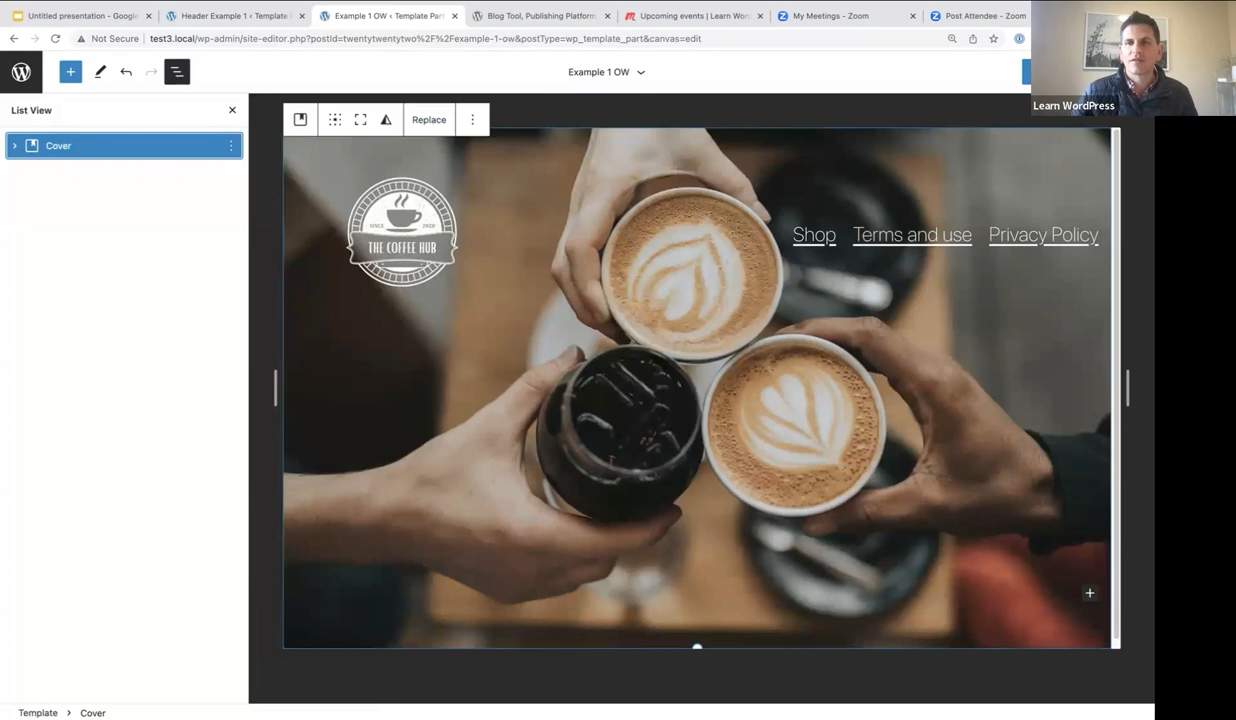 Untitled presentation - Google
Header Example 1 ‹ Template
Example 1 OW ‹ Template Part
Blog Tool, Publishing Platform,
Upcoming events | Learn Wor
My Meetings - Zoom
Post Attendee - Zoom
Not Secure | test3.local/wp-admin/site-editor.php?postId=twentytwentytwo%2F%2Fexample-1-ow&postType=wp_template_part&canvas=edit
Example 1 OW
Learn WordPress
List View
Replace
Cover
SINCE 2020
THE COFFEE HUB
Shop Terms and use Privacy Policy
Template > Cover